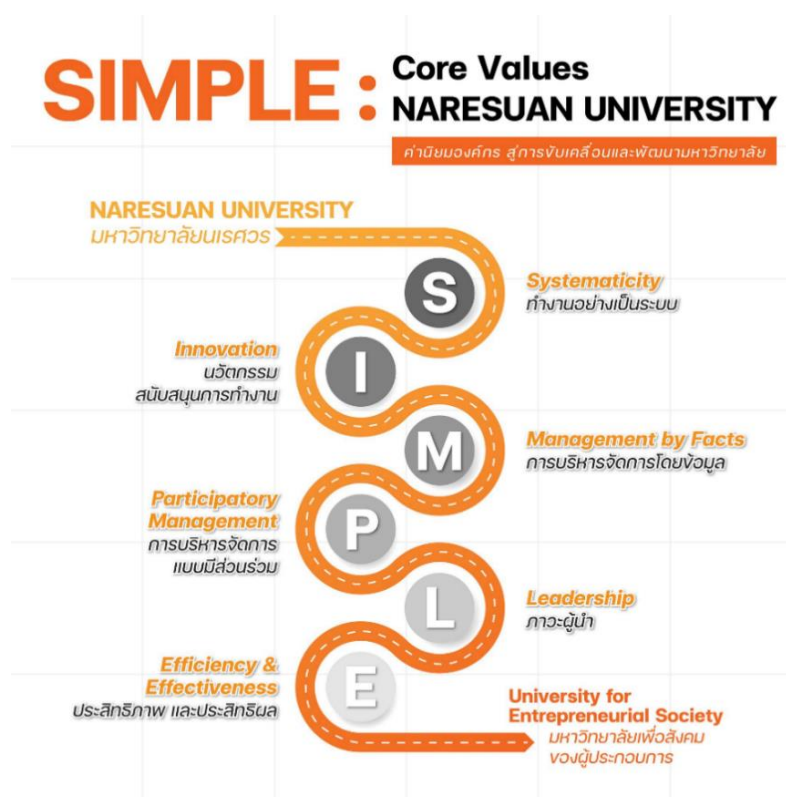 SIMPLE :
Core Values
NARESUAN UNIVERSITY
ค่านิยมองค์กร สู่การขับเคลื่อนและพัฒนามหาวิทยาลัย
NARESUAN UNIVERSITY
มหาวิทยาลัยนเรศวร
S
Systematicity
ทำงานอย่างเป็นระบบ
I
Innovation
นวัตกรรม
สนับสนุนการทำงาน
M
Management by Facts
การบริหารจัดการโดยข้อมูล
P
Participatory
Management
การบริหารจัดการ
แบบมีส่วนร่วม
L
Leadership
ภาวะผู้นำ
E
Efficiency &
Effectiveness
ประสิทธิภาพ และประสิทธิผล
University for
Entrepreneurial Society
มหาวิทยาลัยเพื่อสังคม
ของผู้ประกอบการ